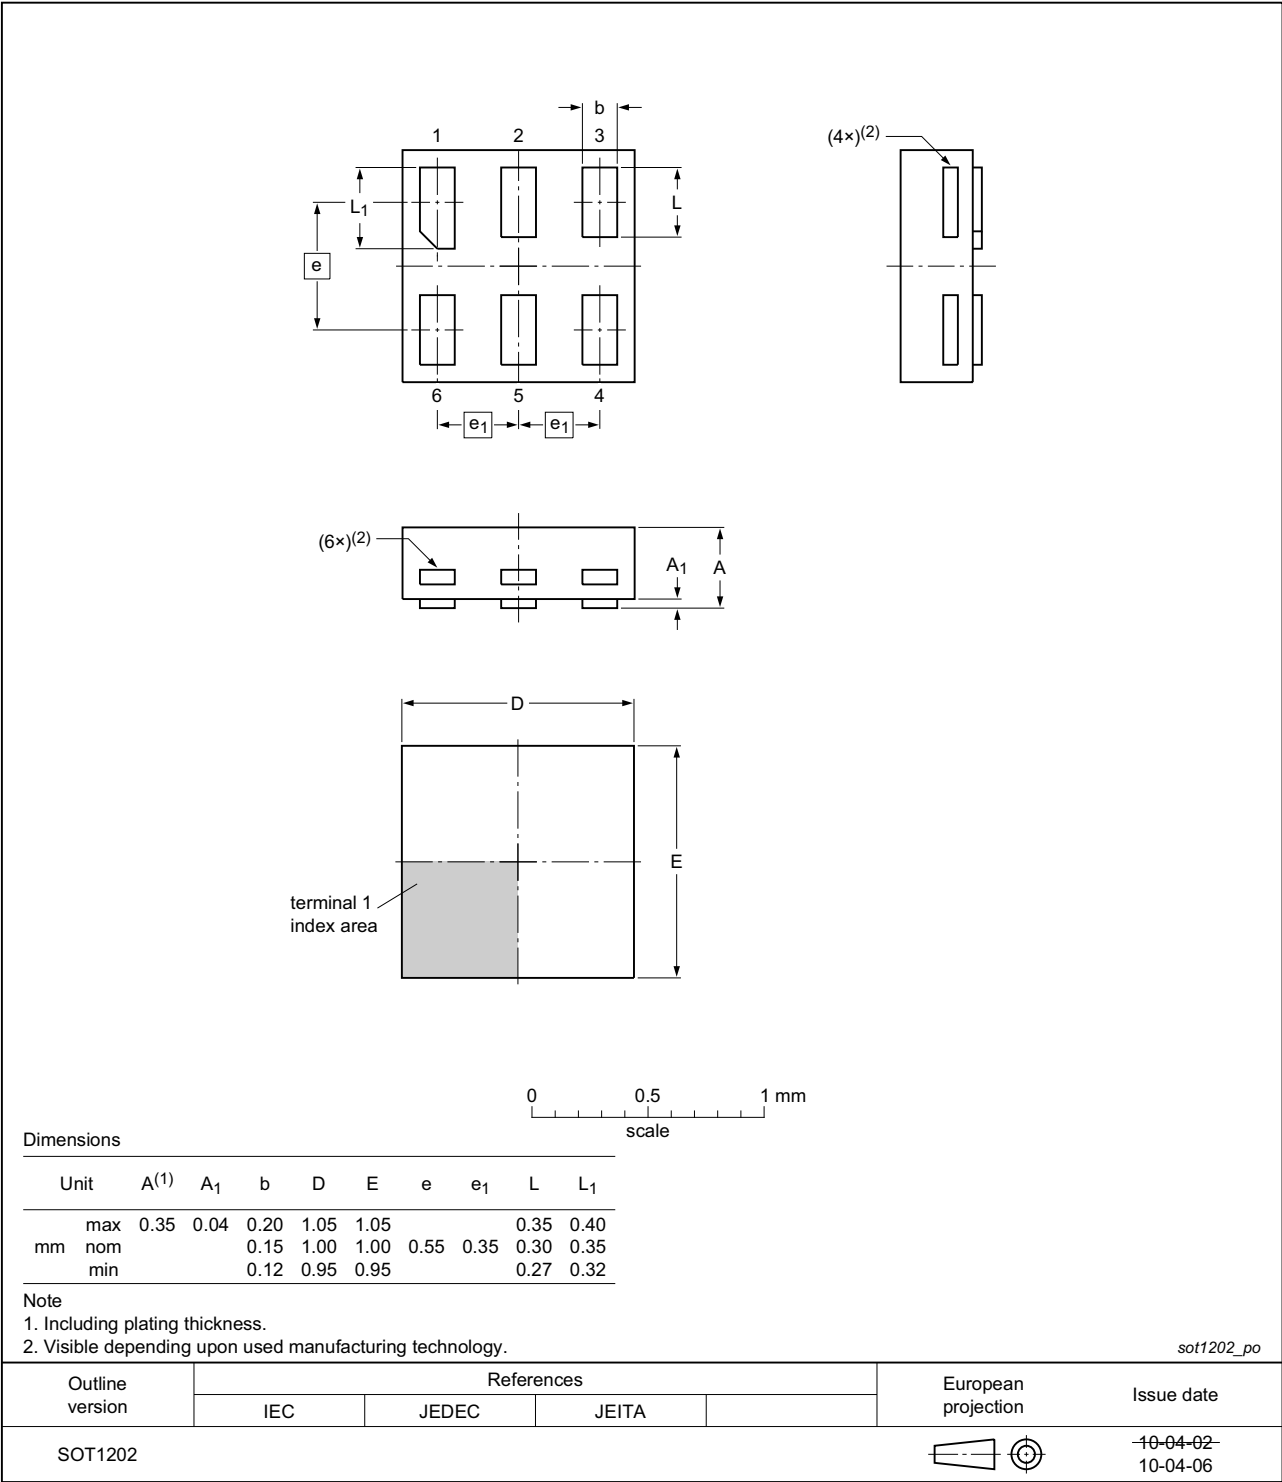 b
1 2 3
(4×)(2)
L1
L
e
6 5 4
e1 e1
(6×)(2)
A1
A
D
E
terminal 1
index area
0 0.5 1 mm
scale
Dimensions
Unit A(1) A1 b D E e e1 L L1
max 0.35 0.04 0.20 1.05 1.05 0.35 0.40
mm nom 0.15 1.00 1.00 0.55 0.35 0.30 0.35
min 0.12 0.95 0.95 0.27 0.32
Note
1. Including plating thickness.
2. Visible depending upon used manufacturing technology.
sot1202_po
Outline version
References
European projection
Issue date
IEC JEDEC JEITA
SOT1202
10-04-02
10-04-06